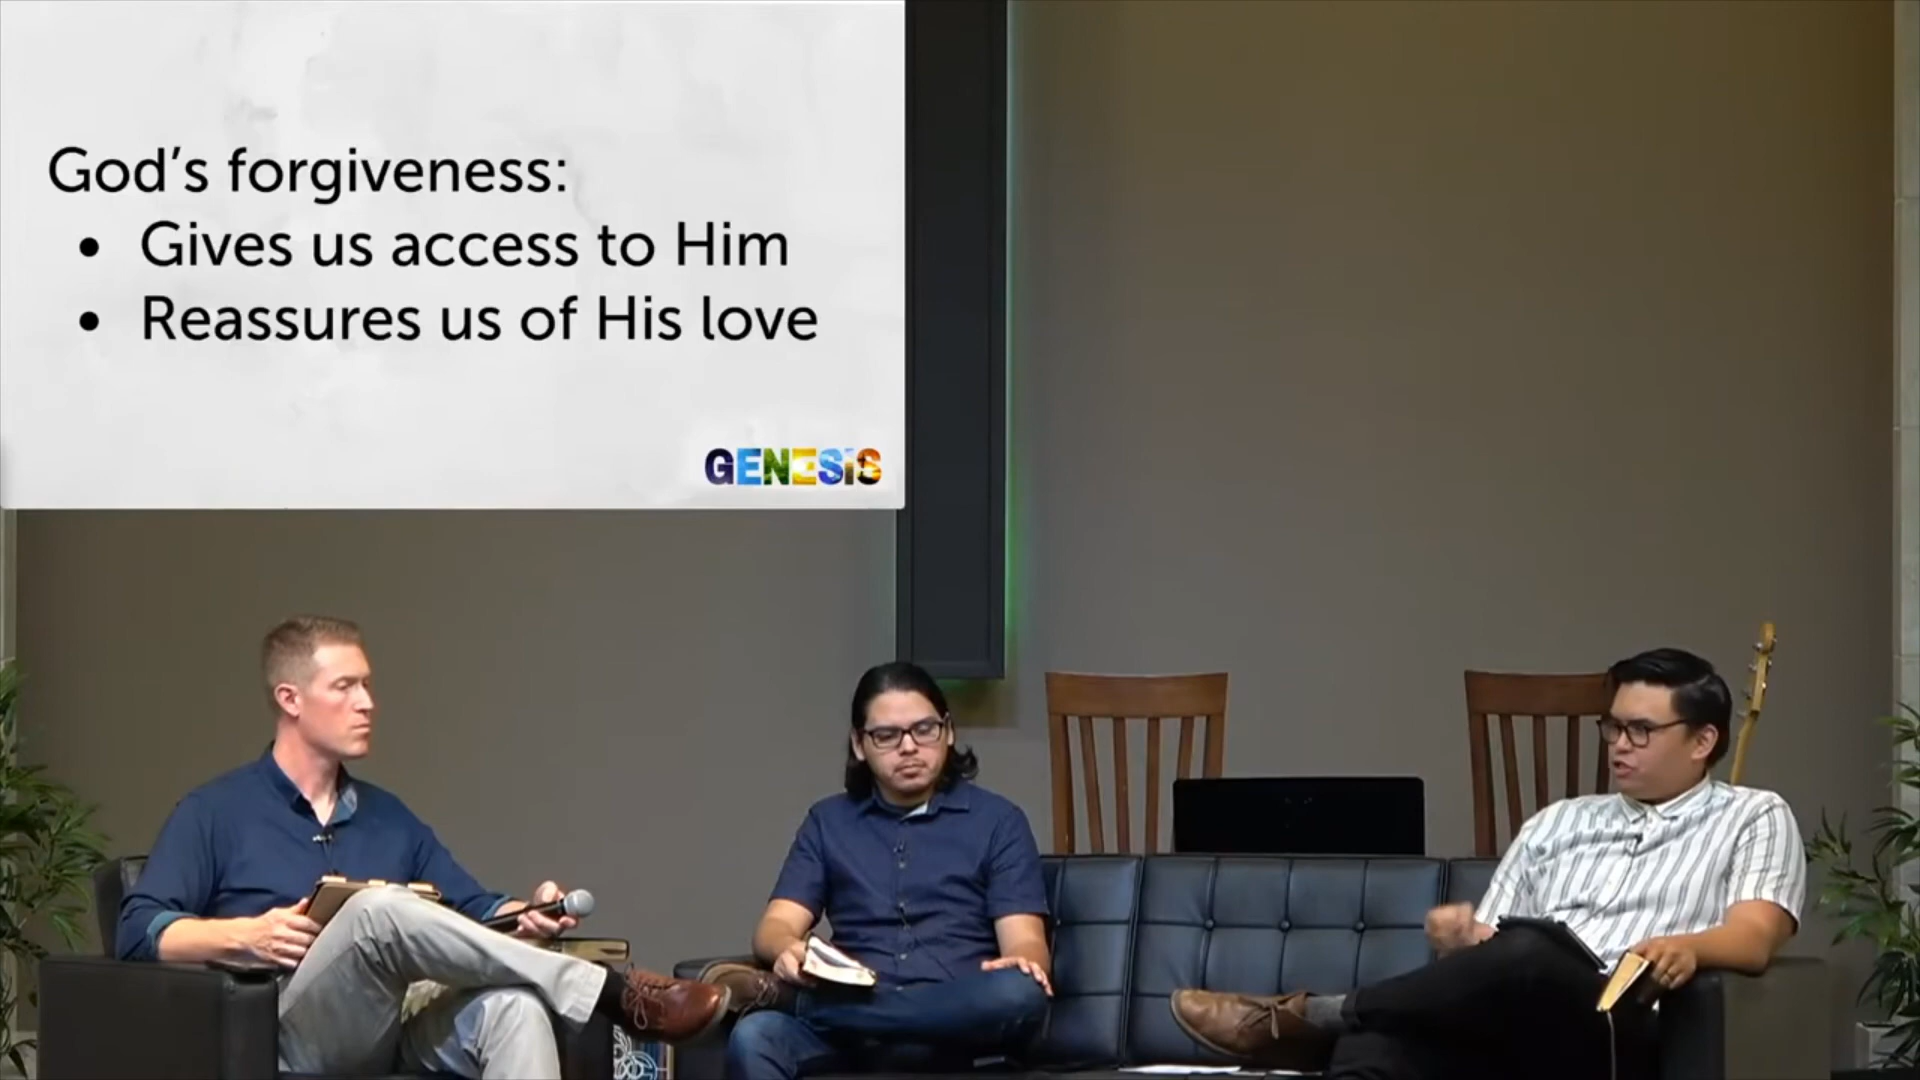 God's forgiveness:
• Gives us access to Him
• Reassures us of His love
GENESiS